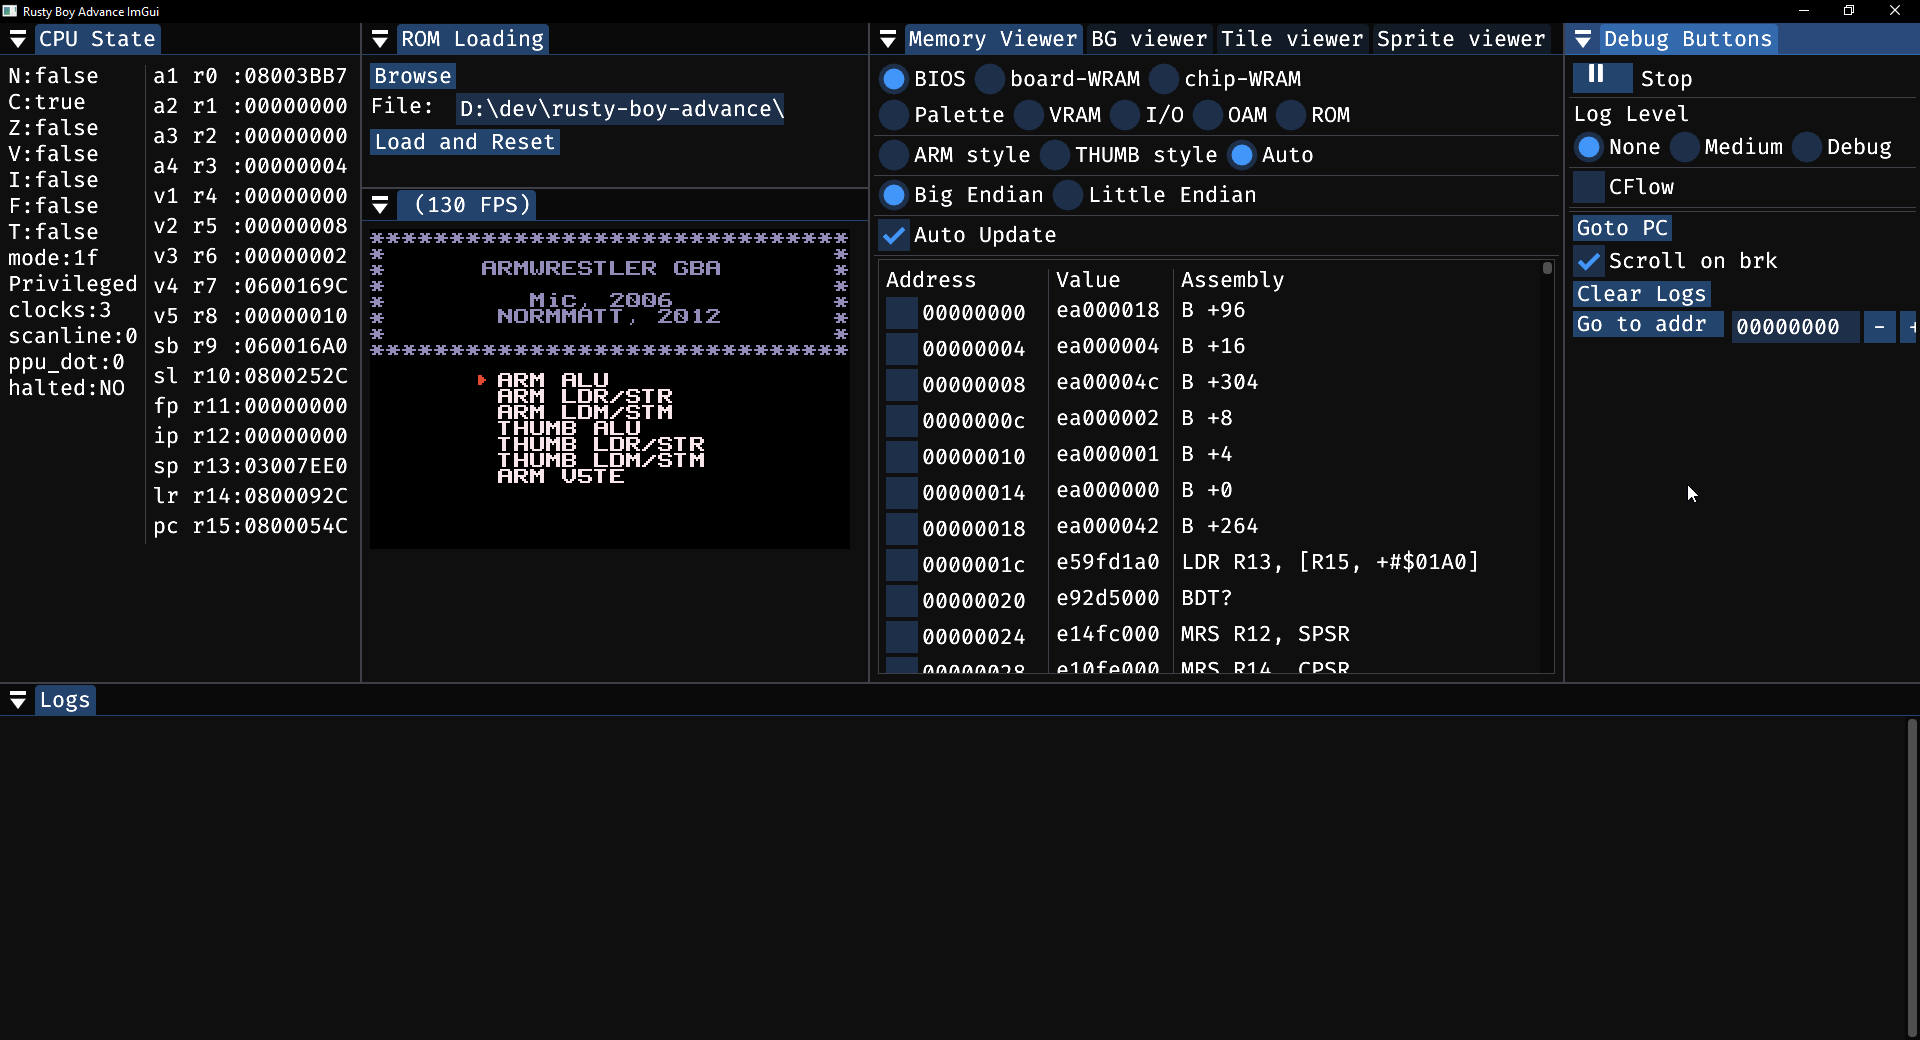 Rusty Boy Advance ImGui
CPU State
N:false
C:true
Z:false
V:false
I:false
F:false
T:false
mode:1f
Privileged
clocks:3
scanline:0
ppu_dot:0
halted:NO
a1 r0 :08003BB7
a2 r1 :00000000
a3 r2 :00000000
a4 r3 :00000004
v1 r4 :00000000
v2 r5 :00000008
v3 r6 :00000002
v4 r7 :0600169C
v5 r8 :00000010
sb r9 :060016A0
sl r10:0800252C
fp r11:00000000
ip r12:00000000
sp r13:03007EE0
lr r14:0800092C
pc r15:0800054C
ROM Loading
Browse
File: D:\dev\rusty-boy-advance\
Load and Reset
(130 FPS)
******************************
* *
* ARMWRESTLER GBA *
* *
* Mic, 2006 *
* NORMMATT, 2012 *
* *
******************************
ARM ALU
ARM LDR/STR
ARM LDM/STM
THUMB ALU
THUMB LDR/STR
THUMB LDM/STM
ARM V5TE
Memory Viewer BG viewer Tile viewer Sprite viewer
BIOS board-WRAM chip-WRAM
Palette VRAM I/O OAM ROM
ARM style THUMB style Auto
Big Endian Little Endian
Auto Update
Address Value Assembly
00000000 ea000018 B +96
00000004 ea000004 B +16
00000008 ea00004c B +304
0000000c ea000002 B +8
00000010 ea000001 B +4
00000014 ea000000 B +0
00000018 ea000042 B +264
0000001c e59fd1a0 LDR R13, [R15, +#$01A0]
00000020 e92d5000 BDT?
00000024 e14fc000 MRS R12, SPSR
00000028 e10fe000 MRS R14, CPSR
Debug Buttons
Stop
Log Level
None Medium Debug
CFlow
Goto PC
Scroll on brk
Clear Logs
Go to addr 00000000 - +
Logs